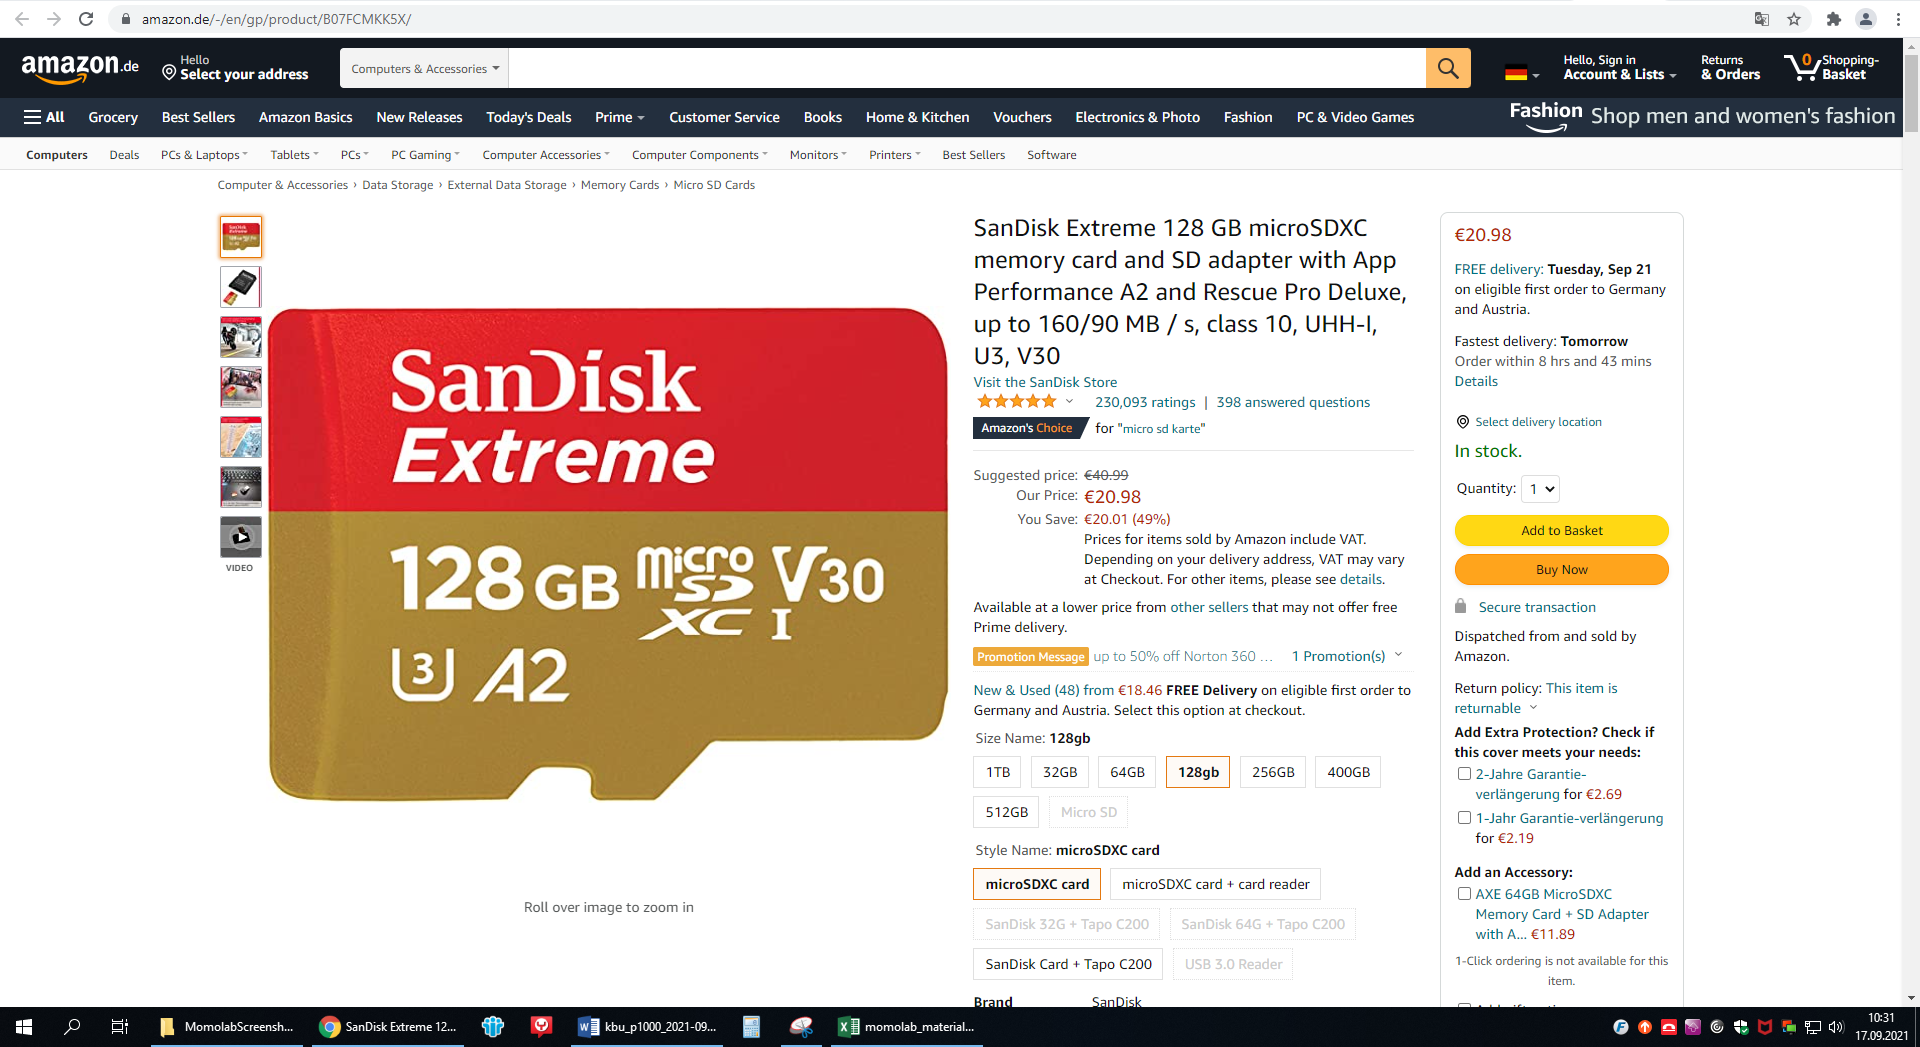 amazon.de/-/en/gp/product/B07FCMKK5X/
amazon.de
Hello
Select your address
Computers & Accessories
Hello, Sign in
Account & Lists
Returns
& Orders
0
Shopping-
Basket
All
Grocery
Best Sellers
Amazon Basics
New Releases
Today's Deals
Prime
Customer Service
Books
Home & Kitchen
Vouchers
Electronics & Photo
Fashion
PC & Video Games
Fashion Shop men and women's fashion
Computers
Deals
PCs & Laptops
Tablets
PCs
PC Gaming
Computer Accessories
Computer Components
Monitors
Printers
Best Sellers
Software
Computer & Accessories › Data Storage › External Data Storage › Memory Cards › Micro SD Cards
VIDEO
SanDisk
Extreme
128 GB micro SD XC I V30
U3 A2
Roll over image to zoom in
SanDisk Extreme 128 GB microSDXC
memory card and SD adapter with App
Performance A2 and Rescue Pro Deluxe,
up to 160/90 MB / s, class 10, UHH-I,
U3, V30
Visit the SanDisk Store
230,093 ratings | 398 answered questions
Amazon's Choice for "micro sd karte"
Suggested price: €40.99
Our Price: €20.98
You Save: €20.01 (49%)
Prices for items sold by Amazon include VAT.
Depending on your delivery address, VAT may vary
at Checkout. For other items, please see details.
Available at a lower price from other sellers that may not offer free
Prime delivery.
Promotion Message up to 50% off Norton 360 ... 1 Promotion(s)
New & Used (48) from €18.46 FREE Delivery on eligible first order to
Germany and Austria. Select this option at checkout.
Size Name: 128gb
1TB
32GB
64GB
128gb
256GB
400GB
512GB
Micro SD
Style Name: microSDXC card
microSDXC card
microSDXC card + card reader
SanDisk 32G + Tapo C200
SanDisk 64G + Tapo C200
SanDisk Card + Tapo C200
USB 3.0 Reader
Brand SanDisk
€20.98
FREE delivery: Tuesday, Sep 21
on eligible first order to Germany
and Austria.
Fastest delivery: Tomorrow
Order within 8 hrs and 43 mins
Details
Select delivery location
In stock.
Quantity: 1
Add to Basket
Buy Now
Secure transaction
Dispatched from and sold by
Amazon.
Return policy: This item is
returnable
Add Extra Protection? Check if
this cover meets your needs:
2-Jahre Garantie-
verlängerung for €2.69
1-Jahr Garantie-verlängerung
for €2.19
Add an Accessory:
AXE 64GB MicroSDXC
Memory Card + SD Adapter
with A... €11.89
1-Click ordering is not available for this
item.
MomolabScreensh...
SanDisk Extreme 12...
kbu_p1000_2021-09...
momolab_material...
10:31
17.09.2021